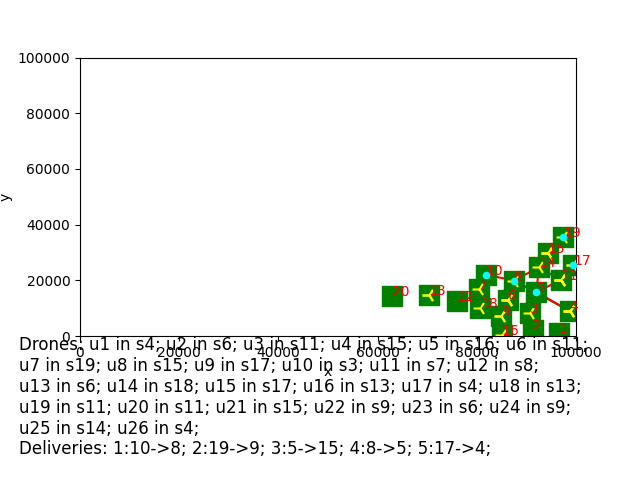 100000
80000
60000
40000
20000
0
y
19
17
20
13
0 20000 40000 60000 80000 100000
x
Drones: u1 in s4; u2 in s6; u3 in s11; u4 in s15; u5 in s16; u6 in s11;
u7 in s19; u8 in s15; u9 in s17; u10 in s3; u11 in s7; u12 in s8;
u13 in s6; u14 in s18; u15 in s17; u16 in s13; u17 in s4; u18 in s13;
u19 in s11; u20 in s11; u21 in s15; u22 in s9; u23 in s6; u24 in s9;
u25 in s14; u26 in s4;
Deliveries: 1:10->8; 2:19->9; 3:5->15; 4:8->5; 5:17->4;